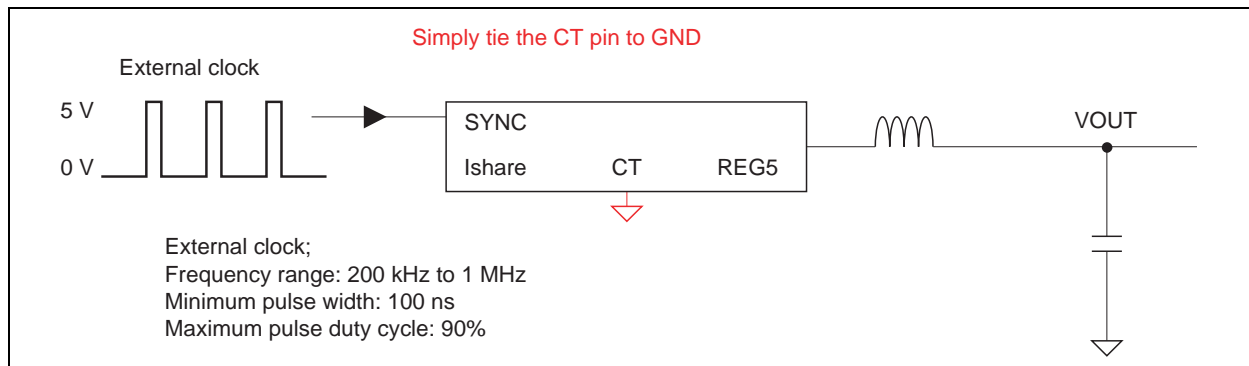 Simply tie the CT pin to GND
External clock
5 V
0 V
SYNC
Ishare CT REG5
VOUT
External clock;
Frequency range: 200 kHz to 1 MHz
Minimum pulse width: 100 ns
Maximum pulse duty cycle: 90%